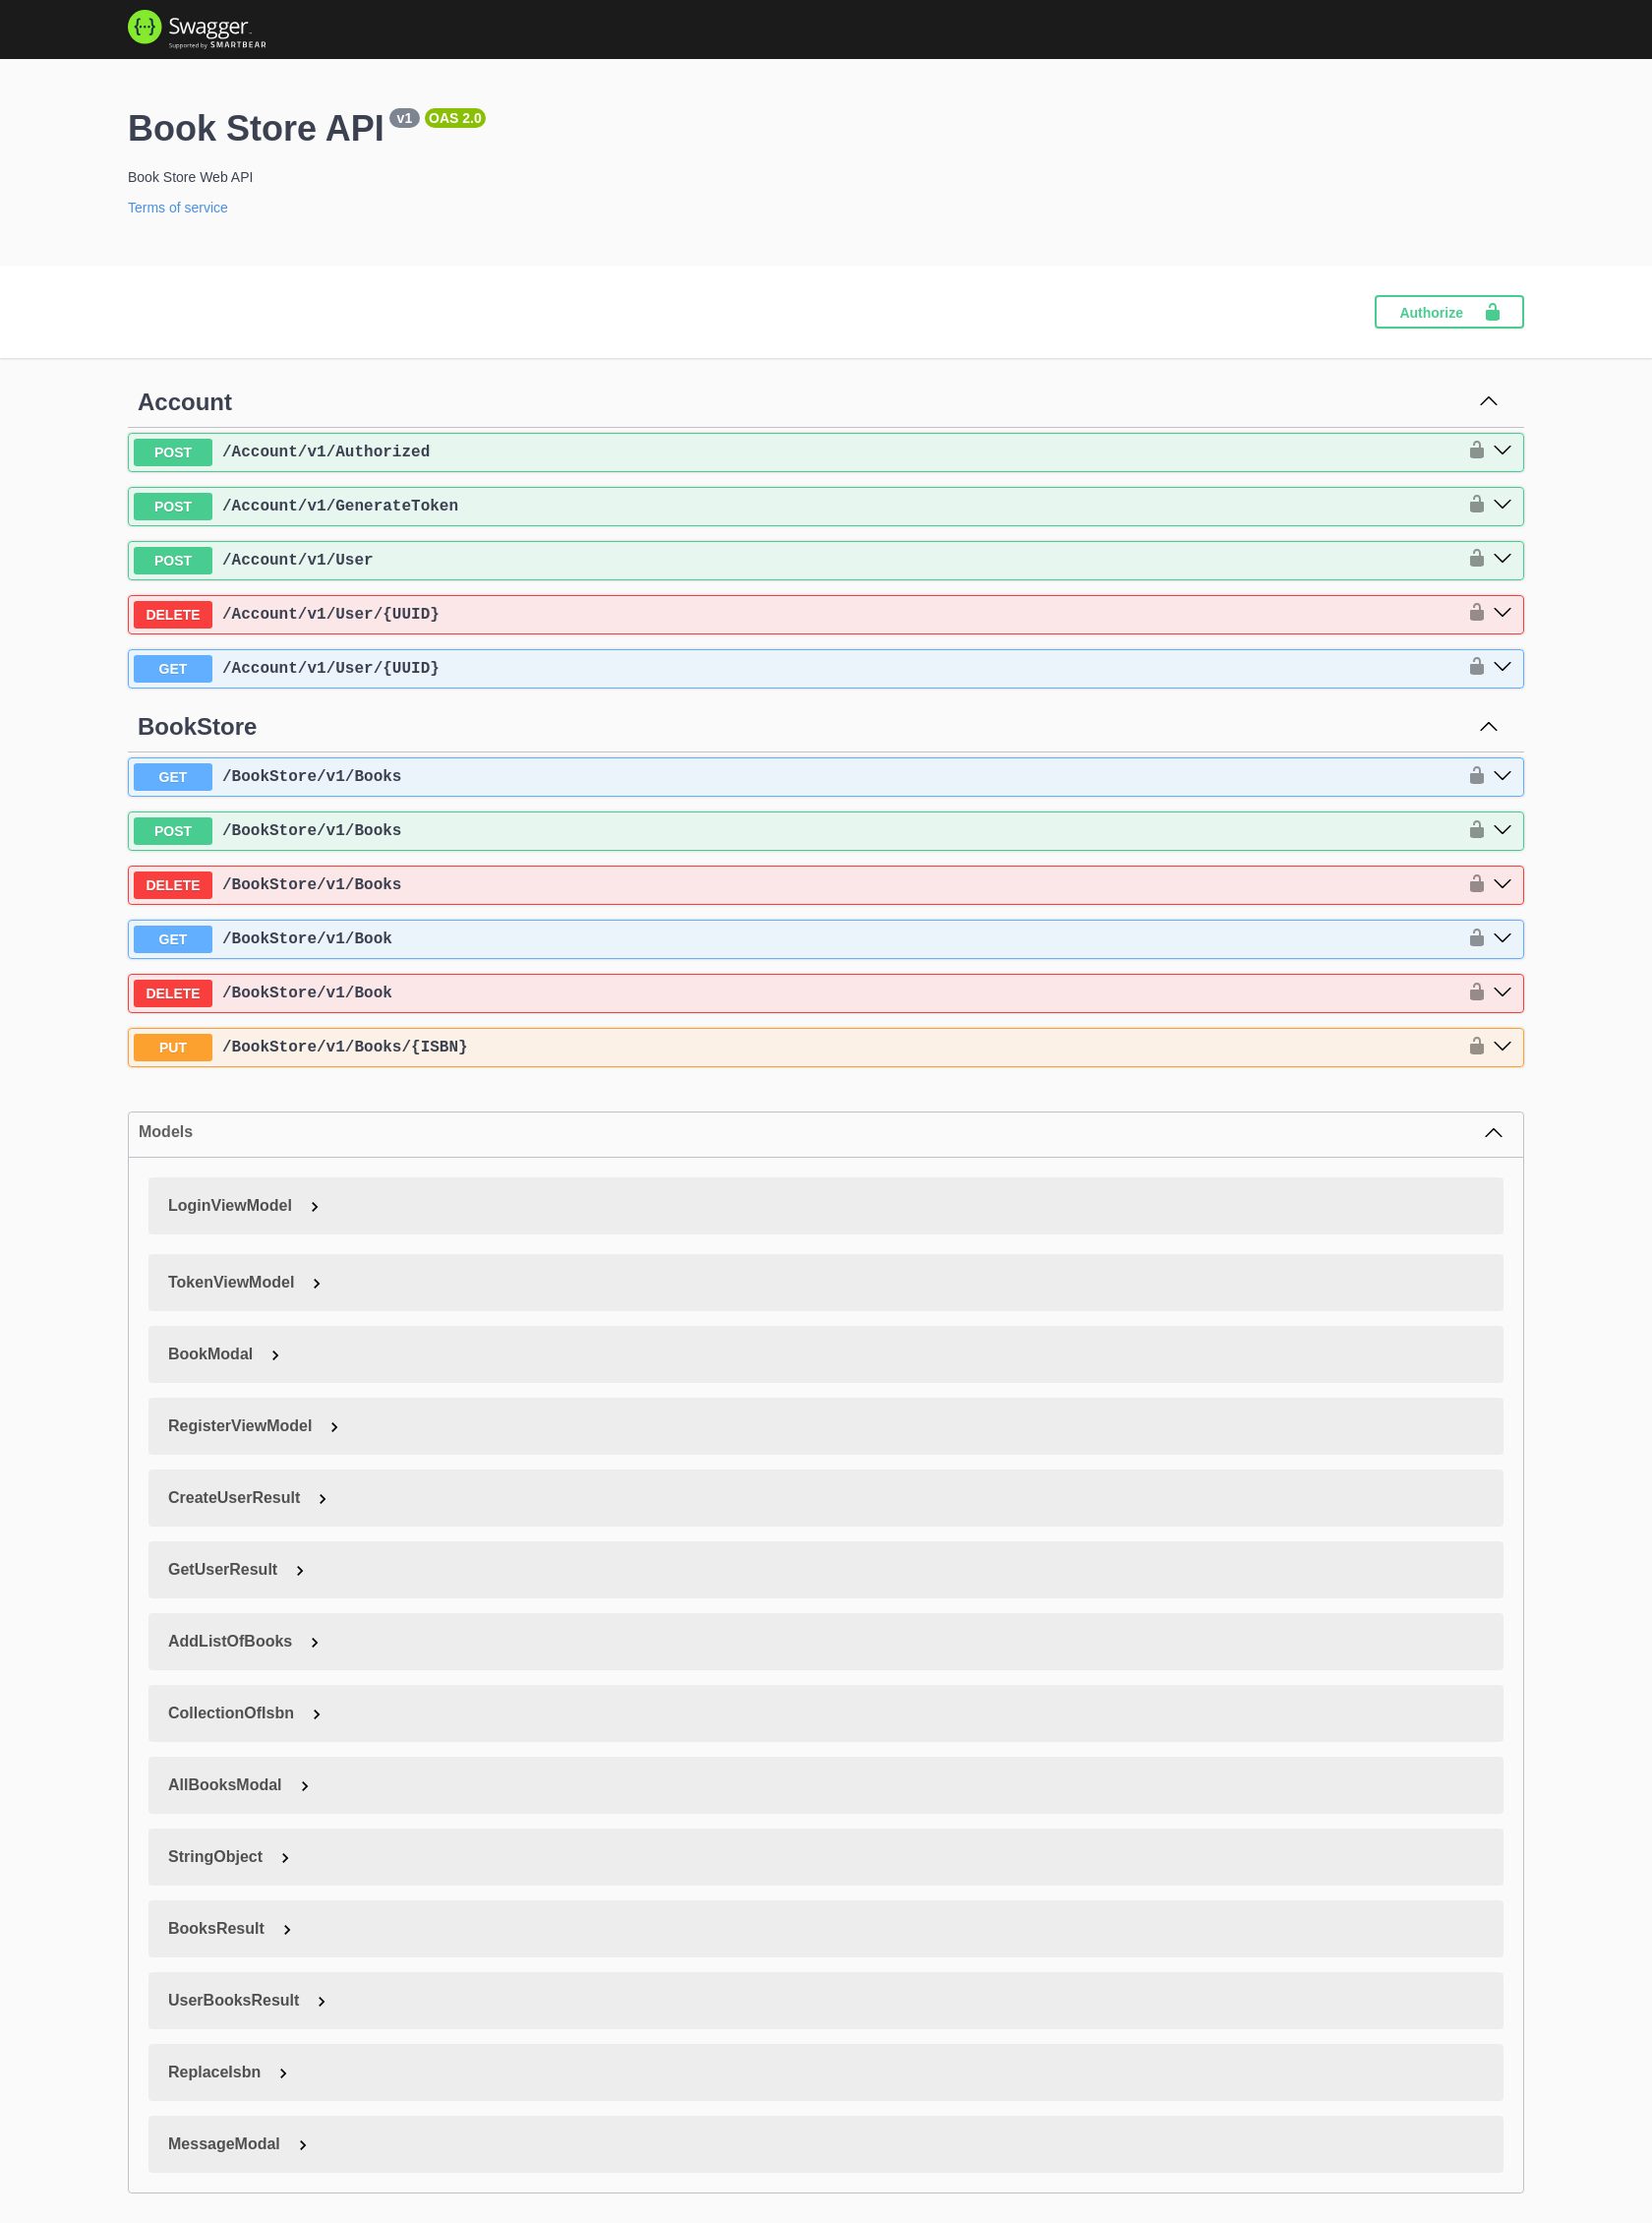 Swagger
Supported by SMARTBEAR
Book Store API v1 OAS 2.0
Book Store Web API
Terms of service
Authorize
Account
POST /Account/v1/Authorized
POST /Account/v1/GenerateToken
POST /Account/v1/User
DELETE /Account/v1/User/{UUID}
GET /Account/v1/User/{UUID}
BookStore
GET /BookStore/v1/Books
POST /BookStore/v1/Books
DELETE /BookStore/v1/Books
GET /BookStore/v1/Book
DELETE /BookStore/v1/Book
PUT /BookStore/v1/Books/{ISBN}
Models
LoginViewModel
TokenViewModel
BookModal
RegisterViewModel
CreateUserResult
GetUserResult
AddListOfBooks
CollectionOfIsbn
AllBooksModal
StringObject
BooksResult
UserBooksResult
ReplaceIsbn
MessageModal